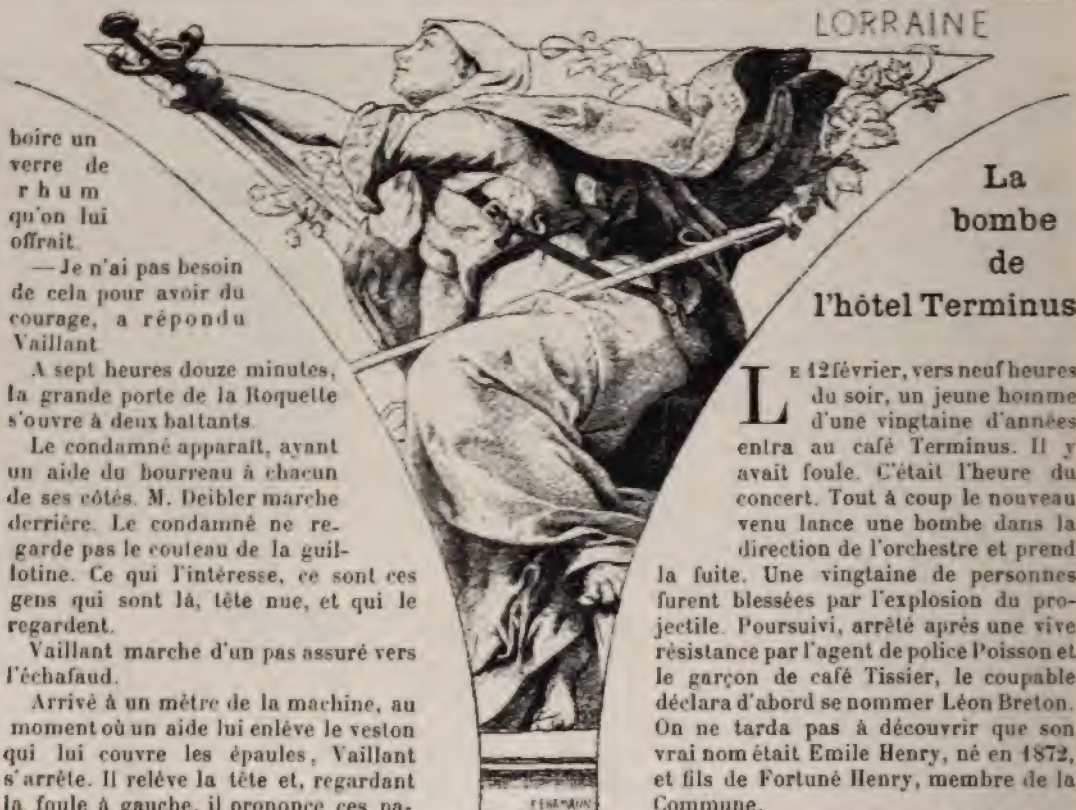 LORRAINE
boire un
verre de
rhum
qu'on lui
offrait.
— Je n'ai pas besoin
de cela pour avoir du
courage, a répondu
Vaillant
A sept heures douze minutes,
la grande porte de la Roquette
s'ouvre à deux battants.
Le condamné apparaît, ayant
un aide du bourreau à chacun
de ses côtés. M. Deibler marche
derrière. Le condamné ne re-
garde pas le couteau de la guil-
lotine. Ce qui l'intéresse, ce sont ces
gens qui sont là, tête nue, et qui le
regardent.
Vaillant marche d'un pas assuré vers
l'échafaud.
Arrivé à un mètre de la machine, au
moment où un aide lui enlève le veston
qui lui couvre les épaules, Vaillant
s'arrête. Il relève la tête et, regardant
la foule à gauche, il prononce ces pa-
La
bombe
de
l'hôtel Terminus
LE 12 février, vers neuf heures
du soir, un jeune homme
d'une vingtaine d'années
entra au café Terminus. Il y
avait foule. C'était l'heure du
concert. Tout à coup le nouveau
venu lance une bombe dans la
direction de l'orchestre et prend
la fuite. Une vingtaine de personnes
furent blessées par l'explosion du pro-
jectile. Poursuivi, arrêté après une vive
résistance par l'agent de police Poisson et
le garçon de café Tissier, le coupable
déclara d'abord se nommer Léon Breton.
On ne tarda pas à découvrir que son
vrai nom était Emile Henry, né en 1872,
et fils de Fortuné Henry, membre de la
Commune.